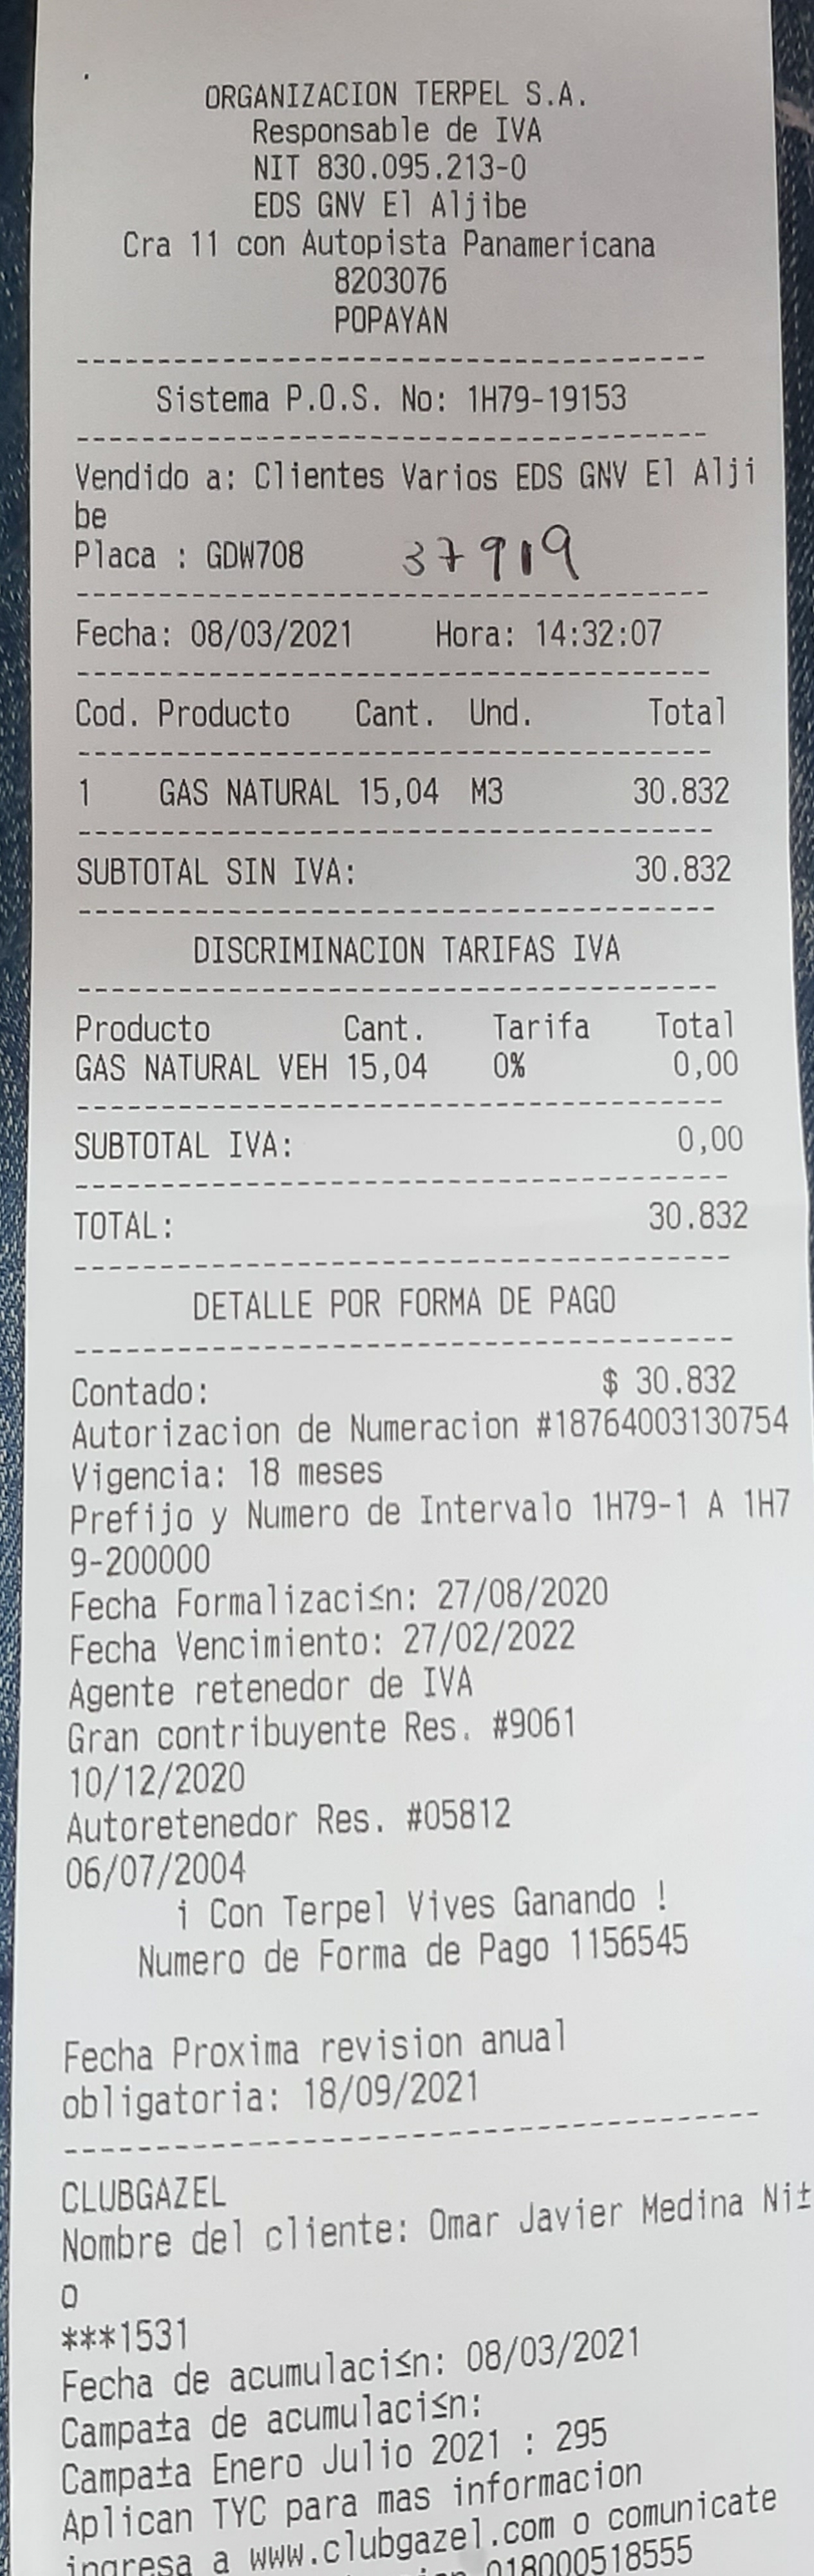 ORGANIZACION TERPEL S.A.
Responsable de IVA
NIT 830.095.213-0
EDS GNV El Aljibe
Cra 11 con Autopista Panamericana
8203076
POPAYAN
Sistema P.O.S. No: 1H79-19153
Vendido a: Clientes Varios EDS GNV El Alji
be
Placa : GDW708 37919
Fecha: 08/03/2021 Hora: 14:32:07
Cod. Producto Cant. Und. Total
1 GAS NATURAL 15,04 M3 30.832
SUBTOTAL SIN IVA: 30.832
DISCRIMINACION TARIFAS IVA
Producto Cant. Tarifa Total
GAS NATURAL VEH 15,04 0% 0,00
SUBTOTAL IVA: 0,00
TOTAL: 30.832
DETALLE POR FORMA DE PAGO
Contado: $ 30.832
Autorizacion de Numeracion #18764003130754
Vigencia: 18 meses
Prefijo y Numero de Intervalo 1H79-1 A 1H7
9-200000
Fecha Formalizaci≤n: 27/08/2020
Fecha Vencimiento: 27/02/2022
Agente retenedor de IVA
Gran contribuyente Res. #9061
10/12/2020
Autoretenedor Res. #05812
06/07/2004
¡ Con Terpel Vives Ganando !
Numero de Forma de Pago 1156545
Fecha Proxima revision anual
obligatoria: 18/09/2021
CLUBGAZEL
Nombre del cliente: Omar Javier Medina Ni±
o
***1531
Fecha de acumulaci≤n: 08/03/2021
Campa±a de acumulaci≤n:
Campa±a Enero Julio 2021 : 295
Aplican TYC para mas informacion
ingresa a www.clubgazel.com o comunicate
018000518555